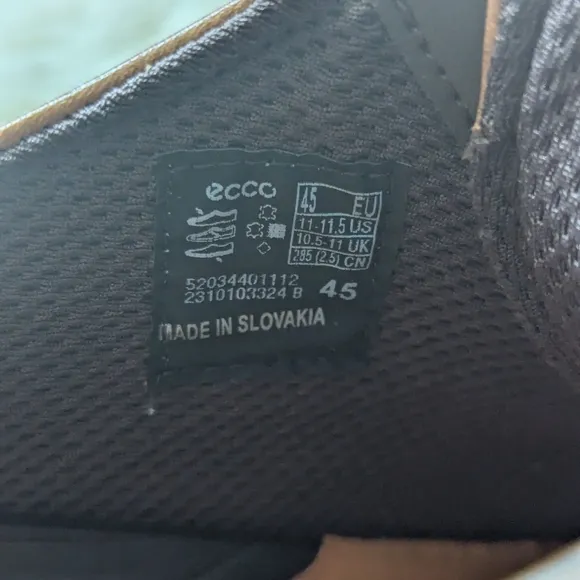 ecco
45 EU
11-11.5 US
10.5-11 UK
285 (2.5) CN
52034401112
2310103324 B 45
MADE IN SLOVAKIA